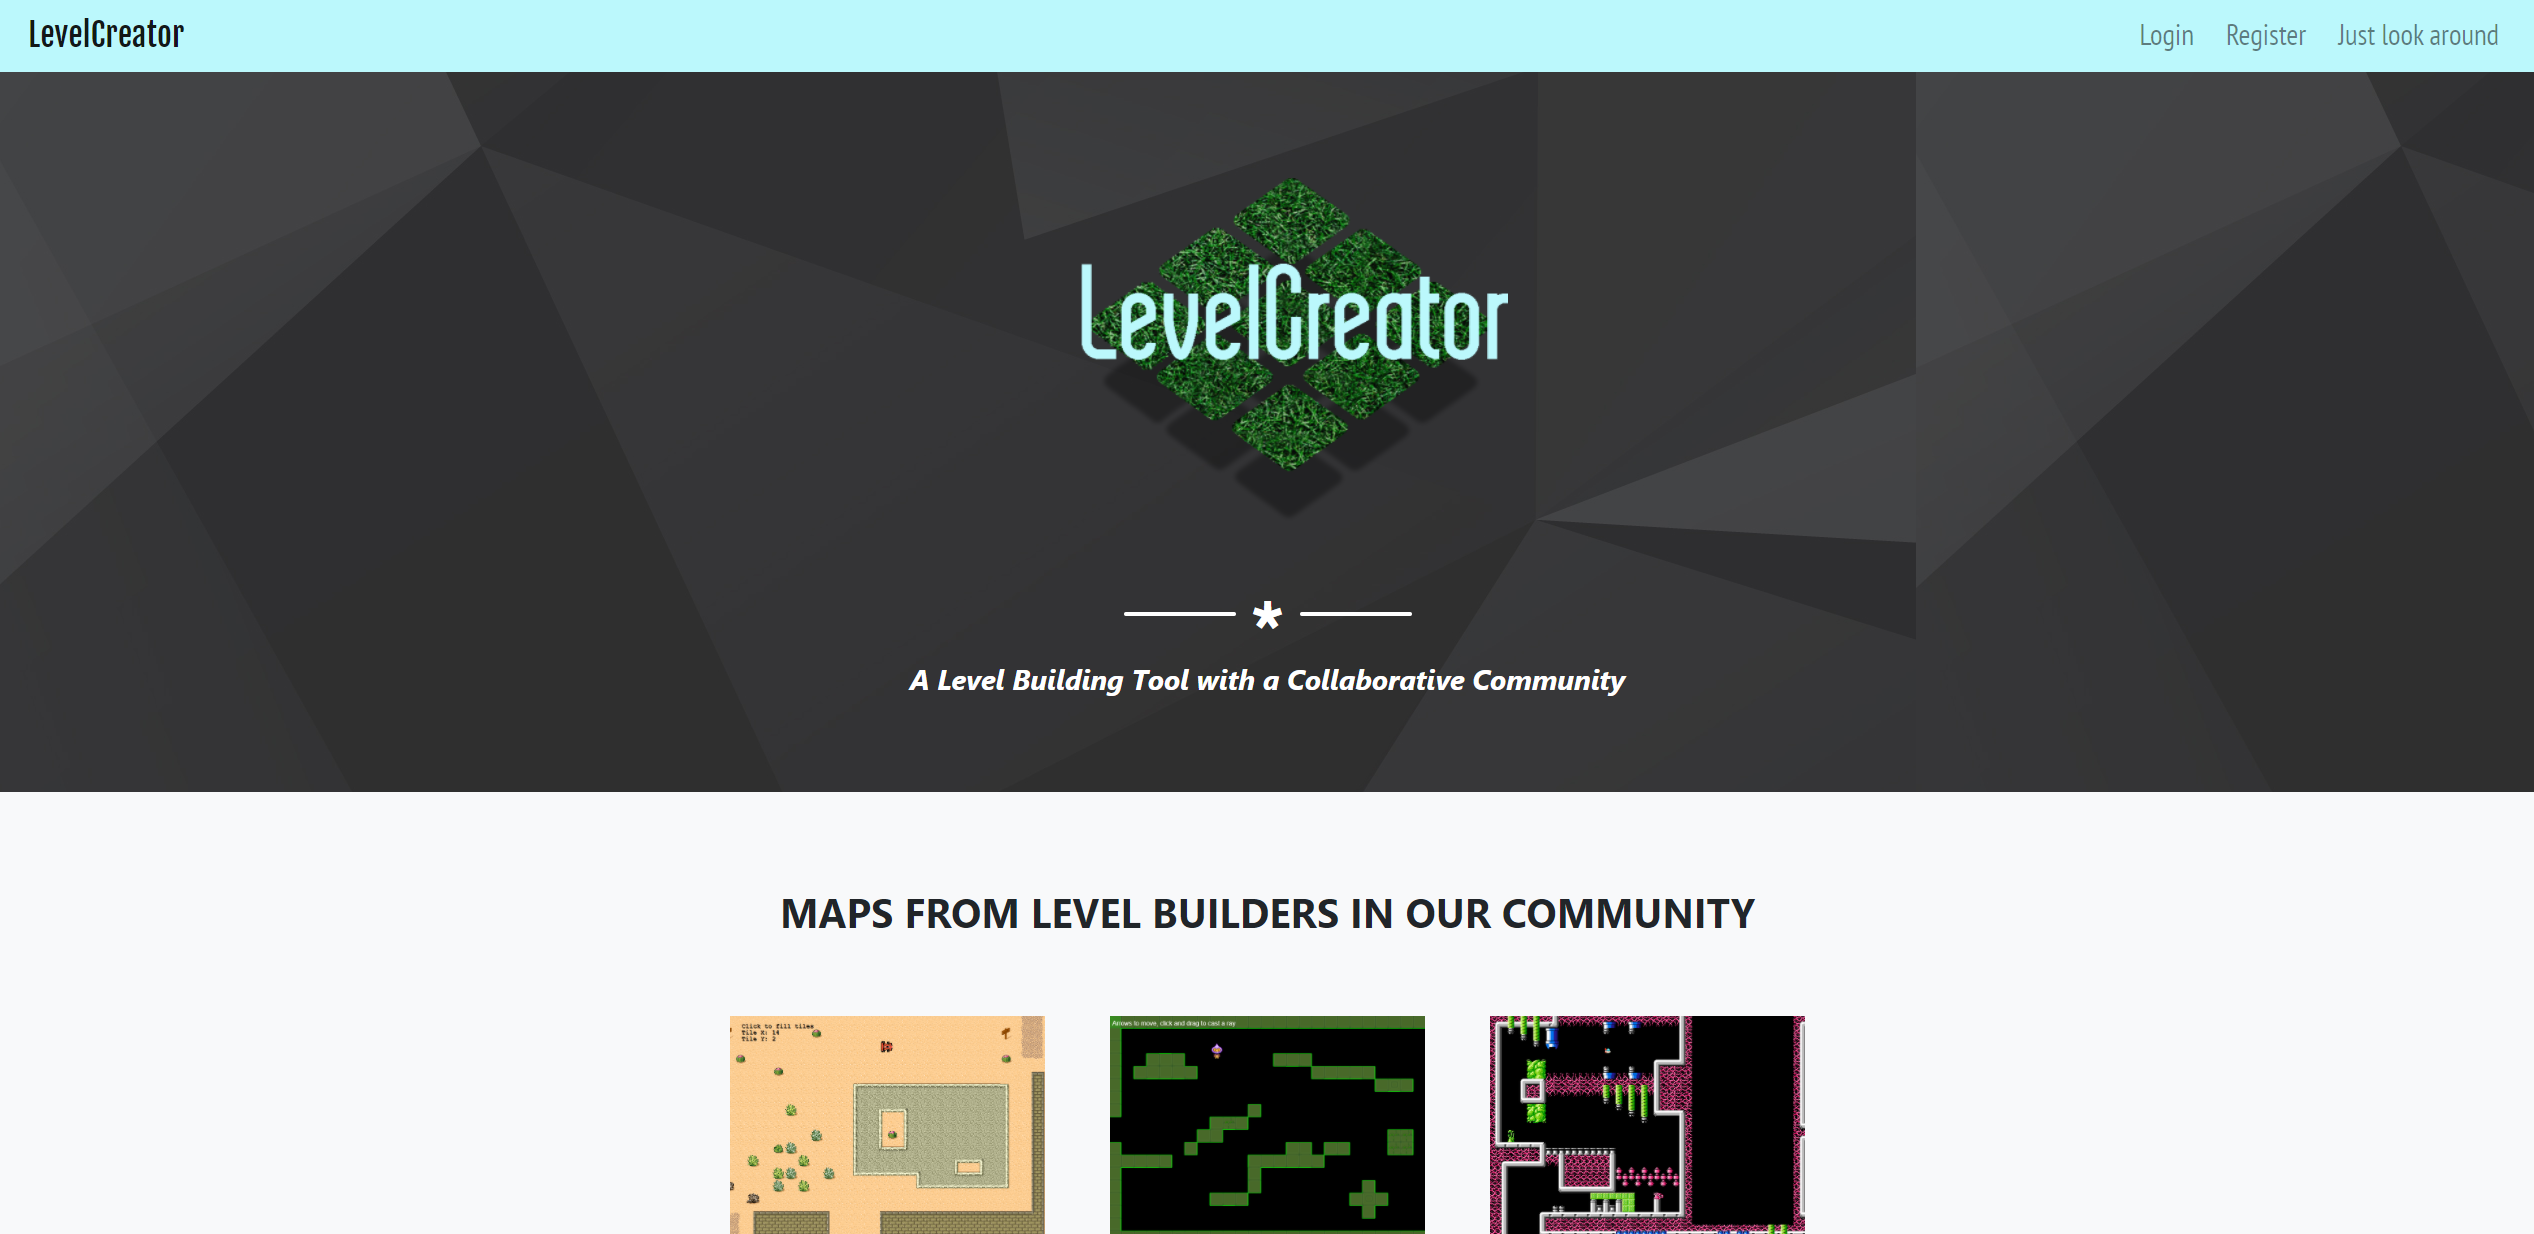 LevelCreator
Login Register Just look around
LevelCreator
*
A Level Building Tool with a Collaborative Community
MAPS FROM LEVEL BUILDERS IN OUR COMMUNITY
Click to fill tiles
Tile X: 14
Tile Y: 2
Arrows to move, click and drag to cast a ray